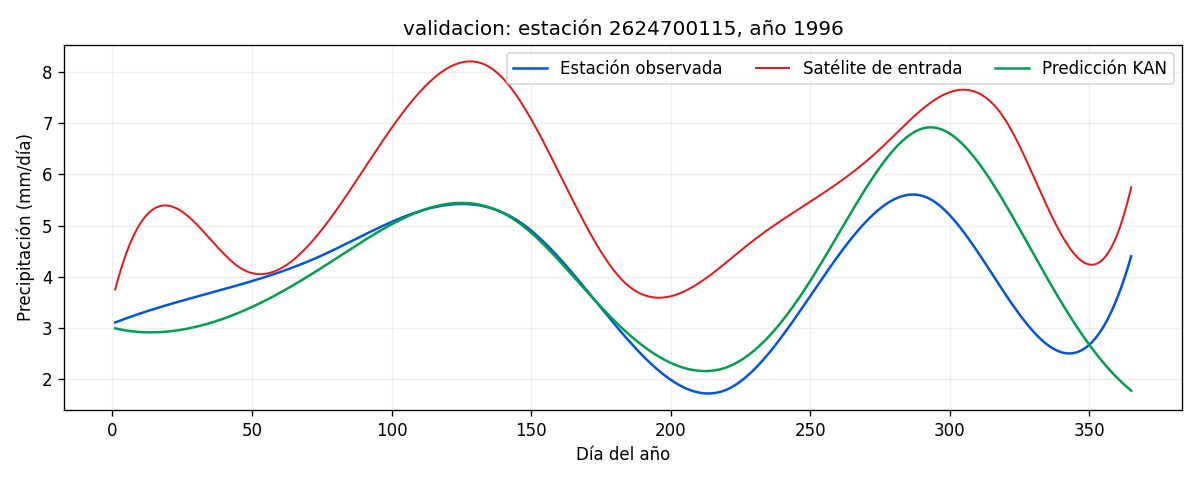 validacion: estación 2624700115, año 1996
Estación observada
Satélite de entrada
Predicción KAN
Precipitación (mm/día)
8
7
6
5
4
3
2
0
50
100
150
200
250
300
350
Día del año